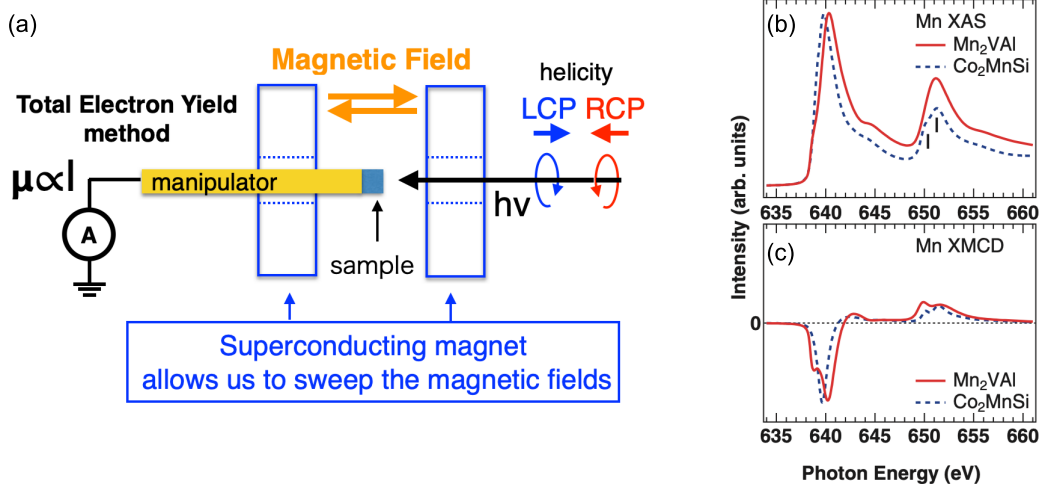 (a)
Magnetic Field
Total Electron Yield
method
helicity
LCP RCP
μ∝I
manipulator
hν
A
sample
Superconducting magnet
allows us to sweep the magnetic fields
(b)
Mn XAS
Mn₂VAl
Co₂MnSi
635 640 645 650 655 660
Intensity (arb. units)
(c)
Mn XMCD
0
Mn₂VAl
Co₂MnSi
635 640 645 650 655 660
Photon Energy (eV)